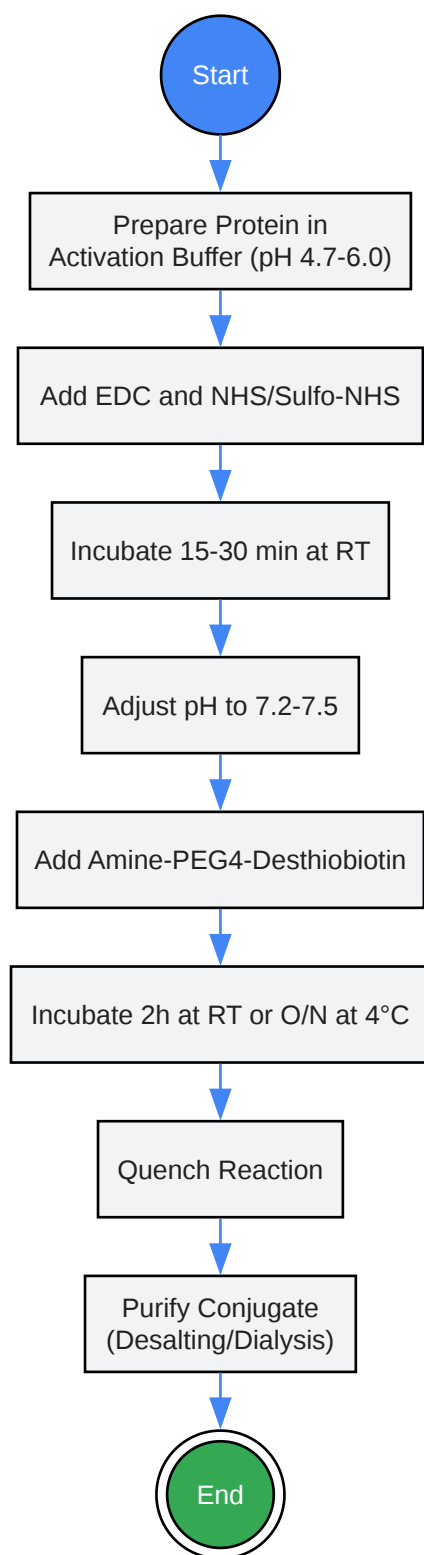 Start
Prepare Protein in
Activation Buffer (pH 4.7-6.0)
Add EDC and NHS/Sulfo-NHS
Incubate 15-30 min at RT
Adjust pH to 7.2-7.5
Add Amine-PEG4-Desthiobiotin
Incubate 2h at RT or O/N at 4°C
Quench Reaction
Purify Conjugate
(Desalting/Dialysis)
End